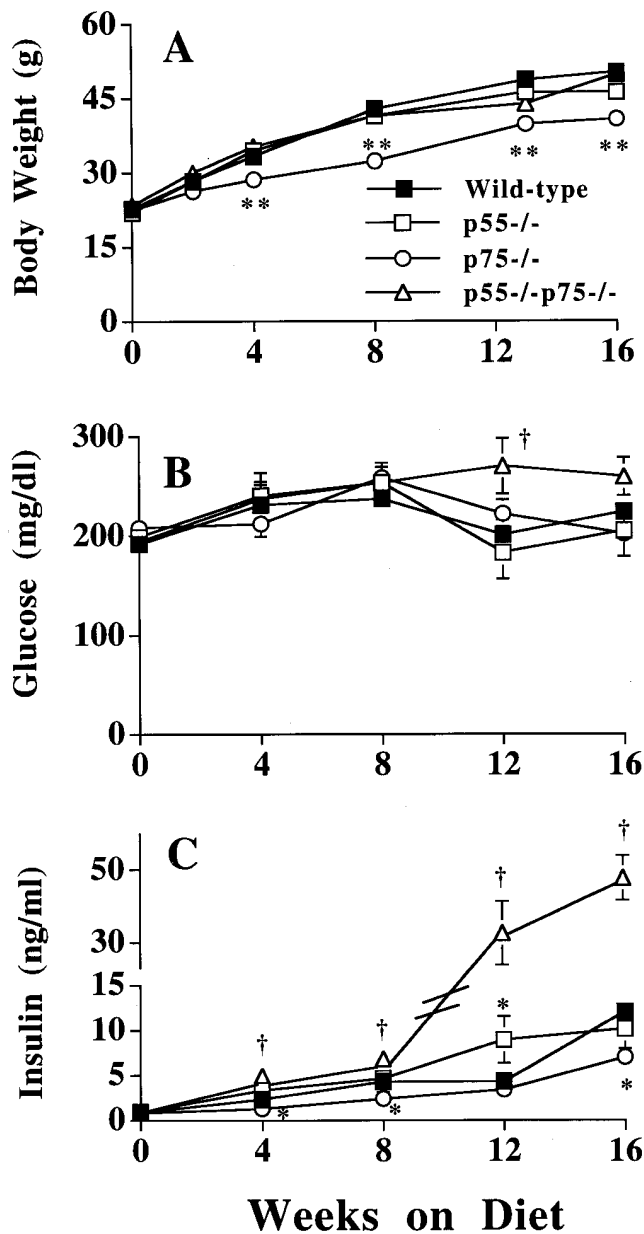 A
Body Weight (g)
60
45
30
15
0
** ** ** **
Wild-type
p55-/-
p75-/-
p55-/-p75-/-
0 4 8 12 16
B
Glucose (mg/dl)
300
200
100
0
†
0 4 8 12 16
C
Insulin (ng/ml)
50
30
15
10
5
0
† † † †
* * * *
0 4 8 12 16
Weeks on Diet